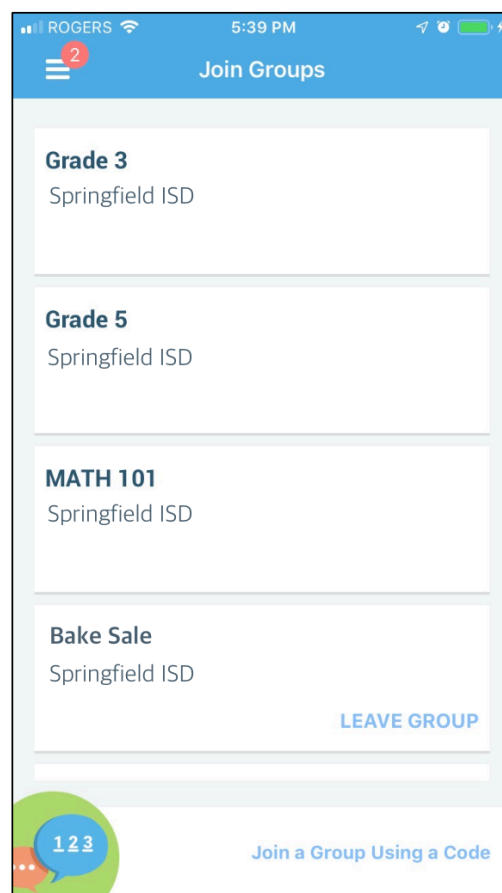 ROGERS 5:39 PM
2
Join Groups
Grade 3
Springfield ISD
Grade 5
Springfield ISD
MATH 101
Springfield ISD
Bake Sale
Springfield ISD
LEAVE GROUP
123
Join a Group Using a Code